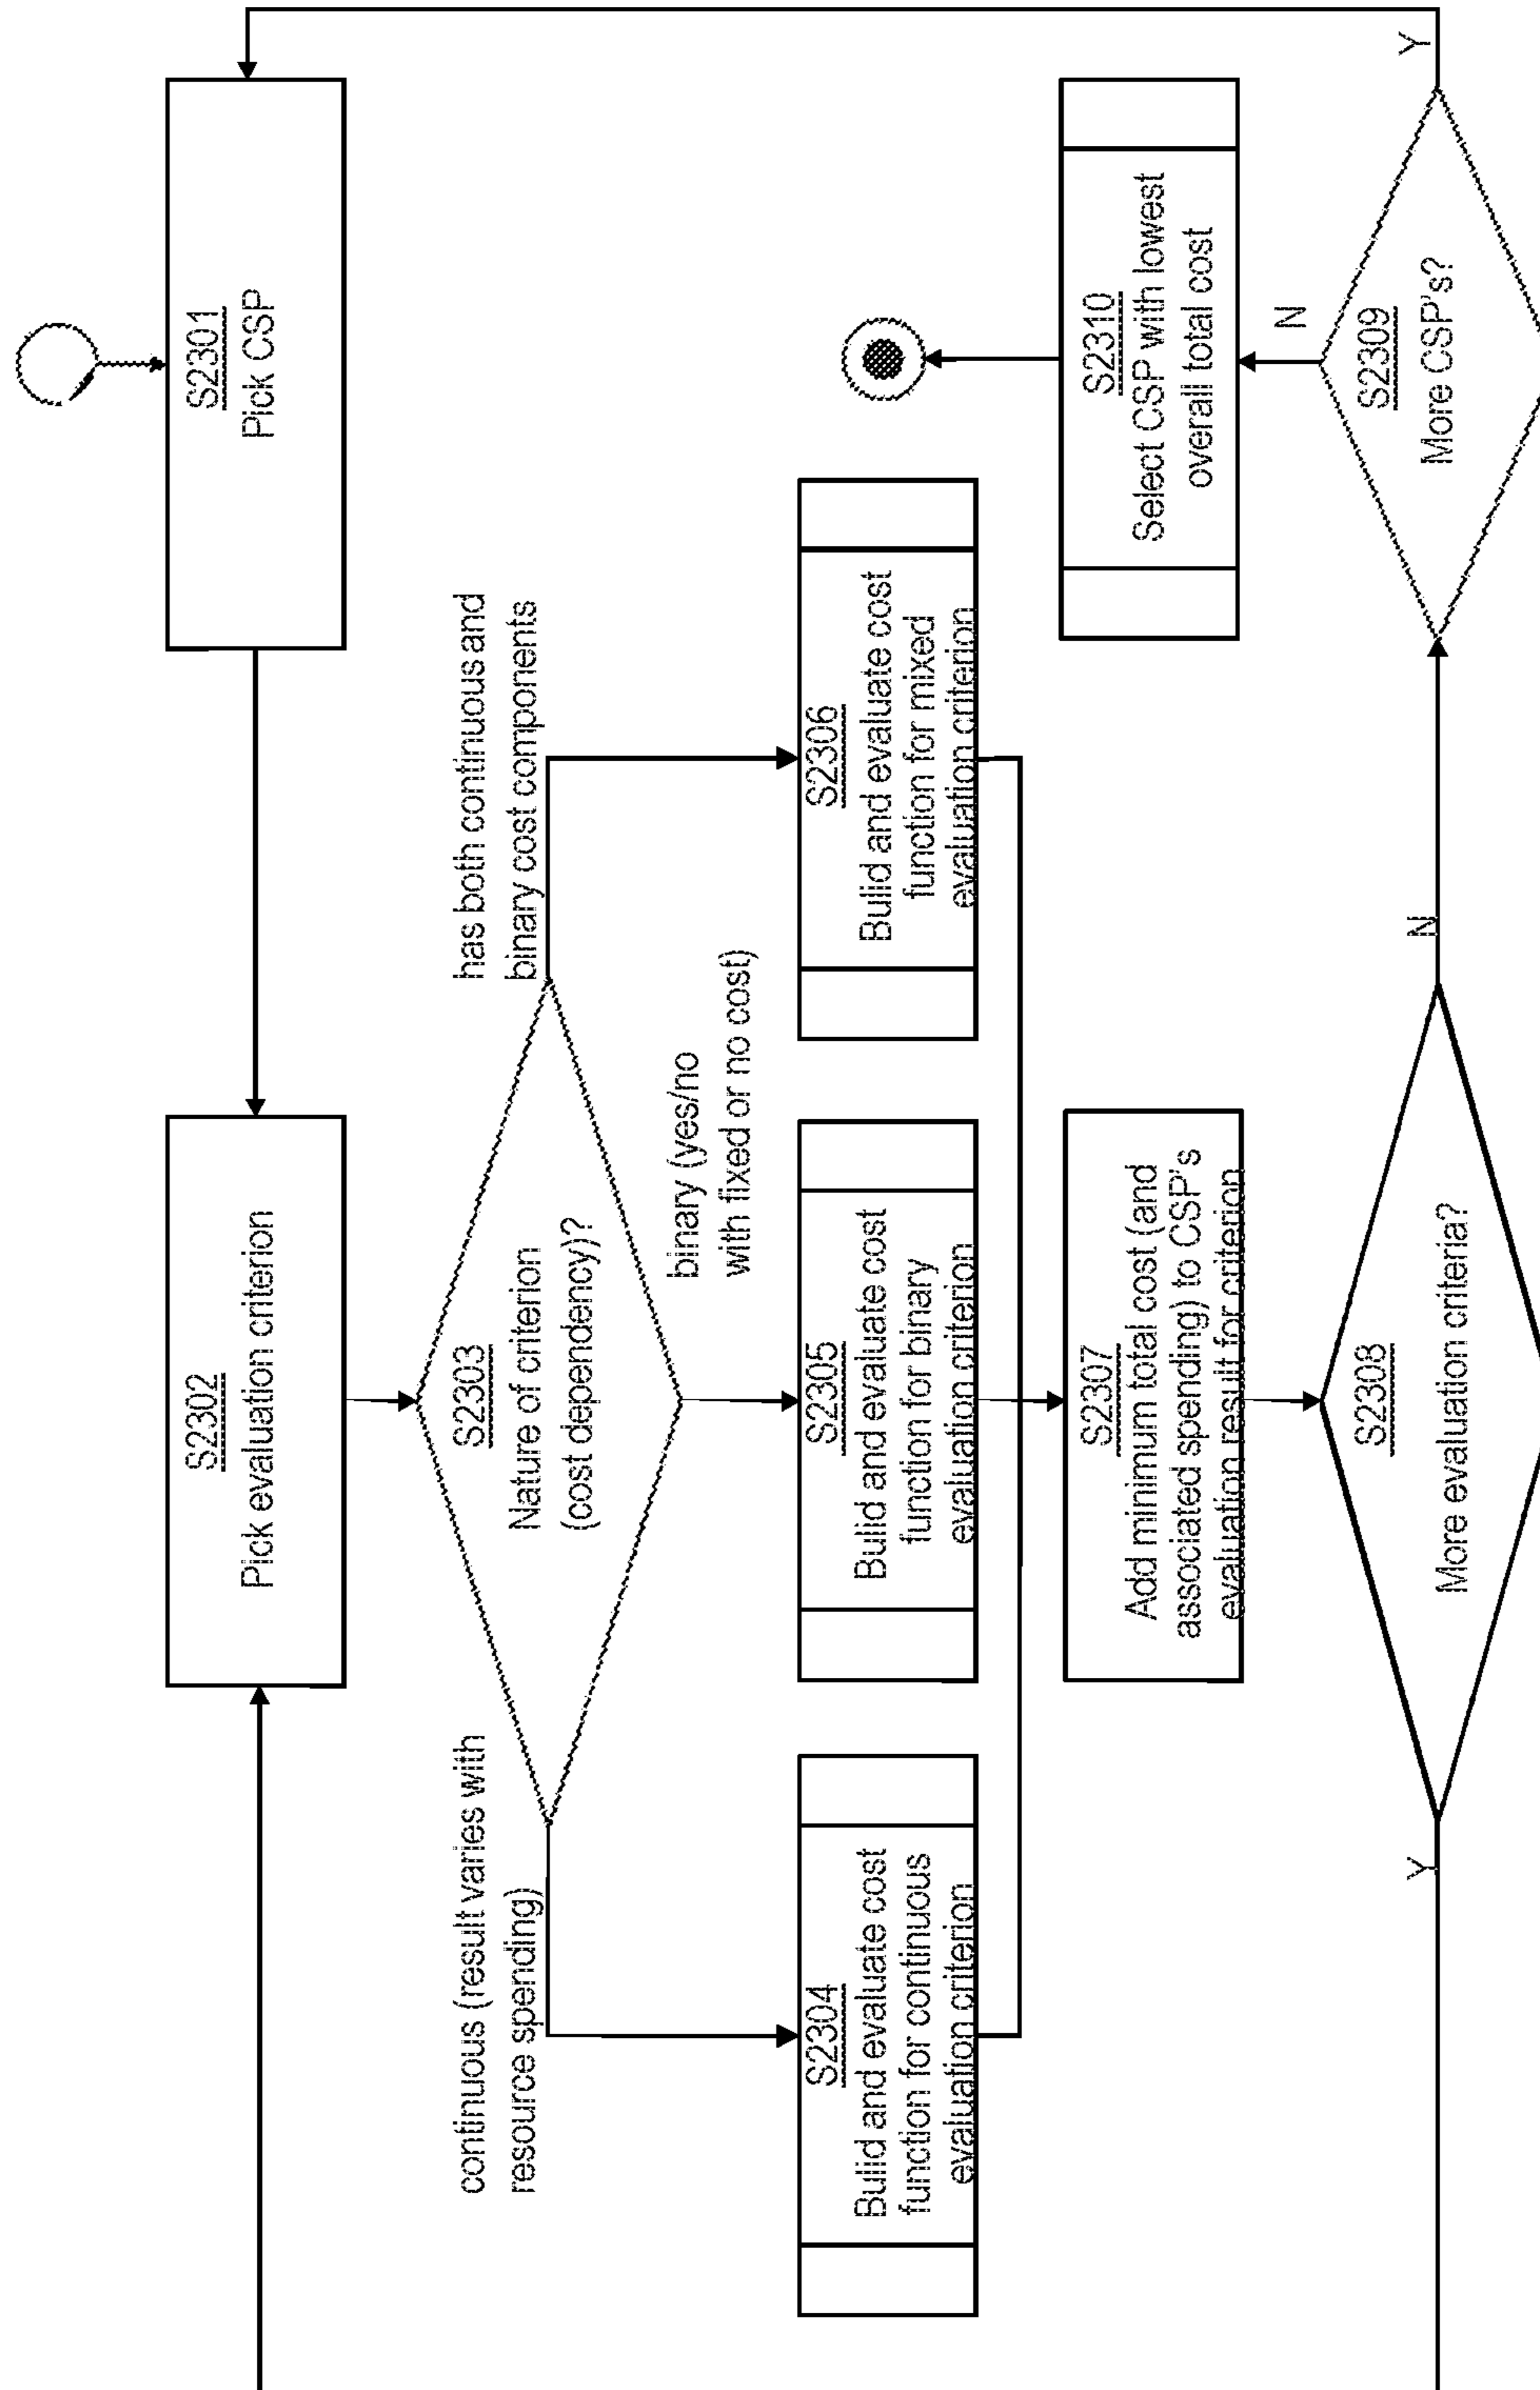 S2301
Pick CSP
S2302
Pick evaluation criterion
S2303
Nature of criterion
(cost dependency)?
continuous (result varies with
resource spending)
binary (yes/no
with fixed or no cost)
has both continuous and
binary cost components
S2304
Bulid and evaluate cost
function for continuous
evaluation criterion
S2305
Bulid and evaluate cost
function for binary
evaluation criterion
S2306
Bulid and evaluate cost
function for mixed
evaluation criterion
S2307
Add minimum total cost (and
associated spending) to CSP's
evaluation result for criterion
S2308
More evaluation criteria?
Y
N
S2309
More CSP's?
Y
N
S2310
Select CSP with lowest
overall total cost